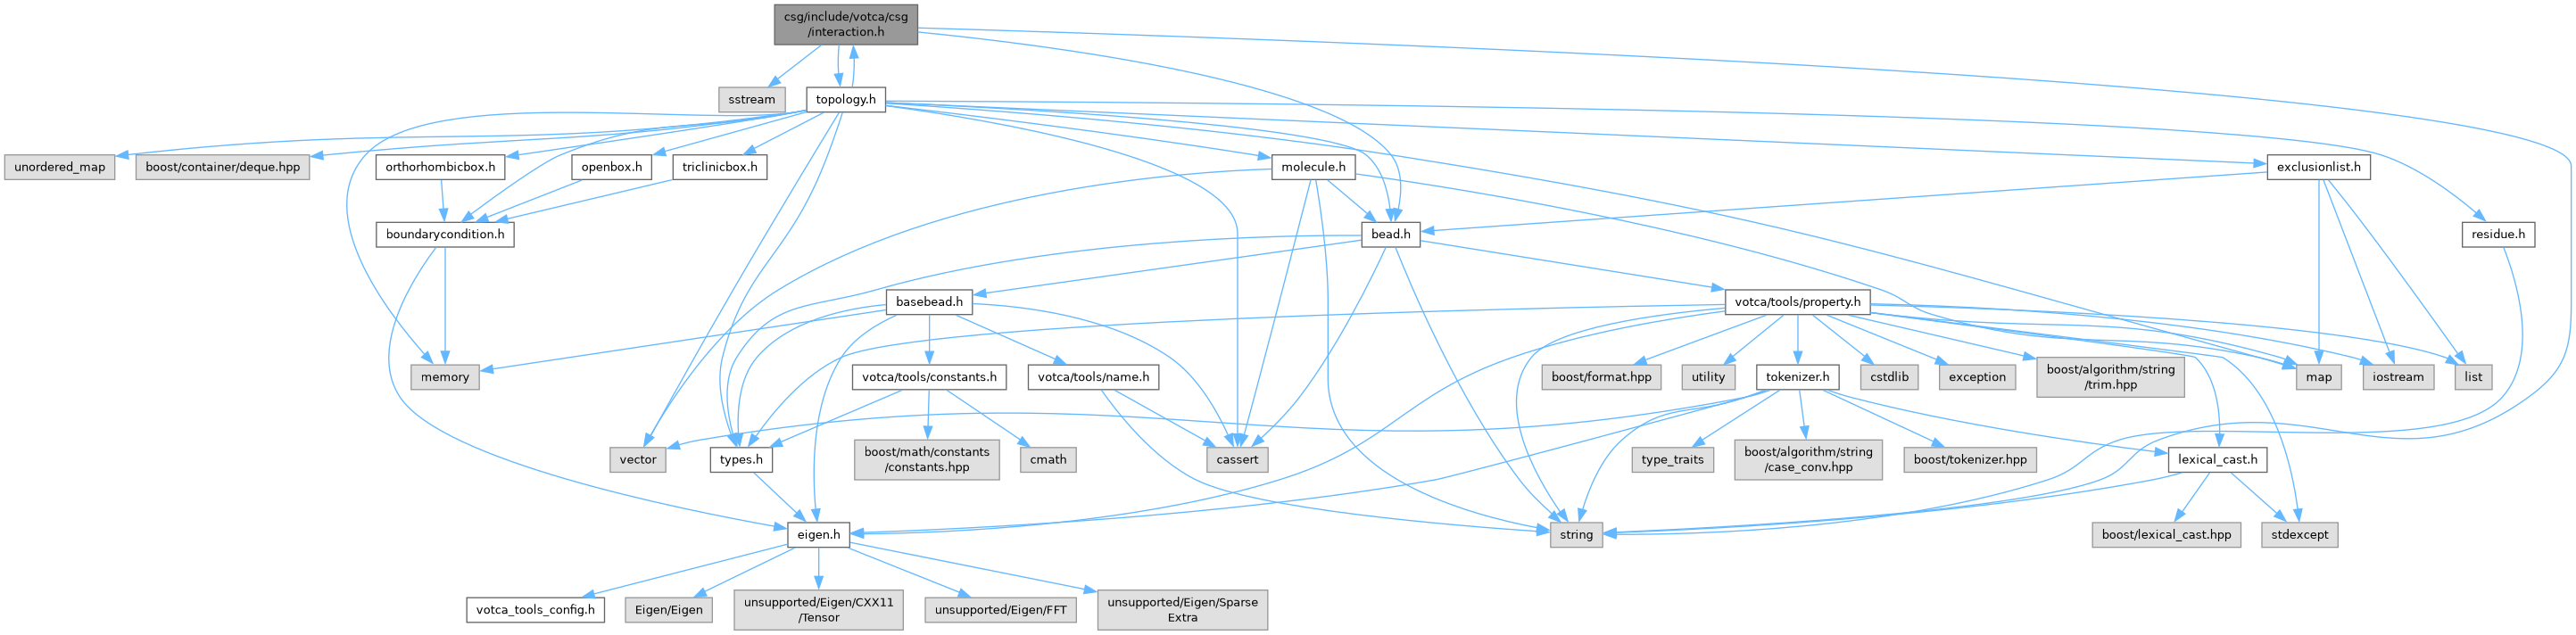 csg/include/votca/csg
/interaction.h
sstream
topology.h
unordered_map
boost/container/deque.hpp
orthorhombicbox.h
openbox.h
triclinicbox.h
molecule.h
exclusionlist.h
boundarycondition.h
bead.h
residue.h
basebead.h
votca/tools/property.h
memory
votca/tools/constants.h
votca/tools/name.h
boost/format.hpp
utility
tokenizer.h
cstdlib
exception
boost/algorithm/string
/trim.hpp
map
iostream
list
vector
types.h
boost/math/constants
/constants.hpp
cmath
cassert
type_traits
boost/algorithm/string
/case_conv.hpp
boost/tokenizer.hpp
lexical_cast.h
eigen.h
string
boost/lexical_cast.hpp
stdexcept
votca_tools_config.h
Eigen/Eigen
unsupported/Eigen/CXX11
/Tensor
unsupported/Eigen/FFT
unsupported/Eigen/Sparse
Extra